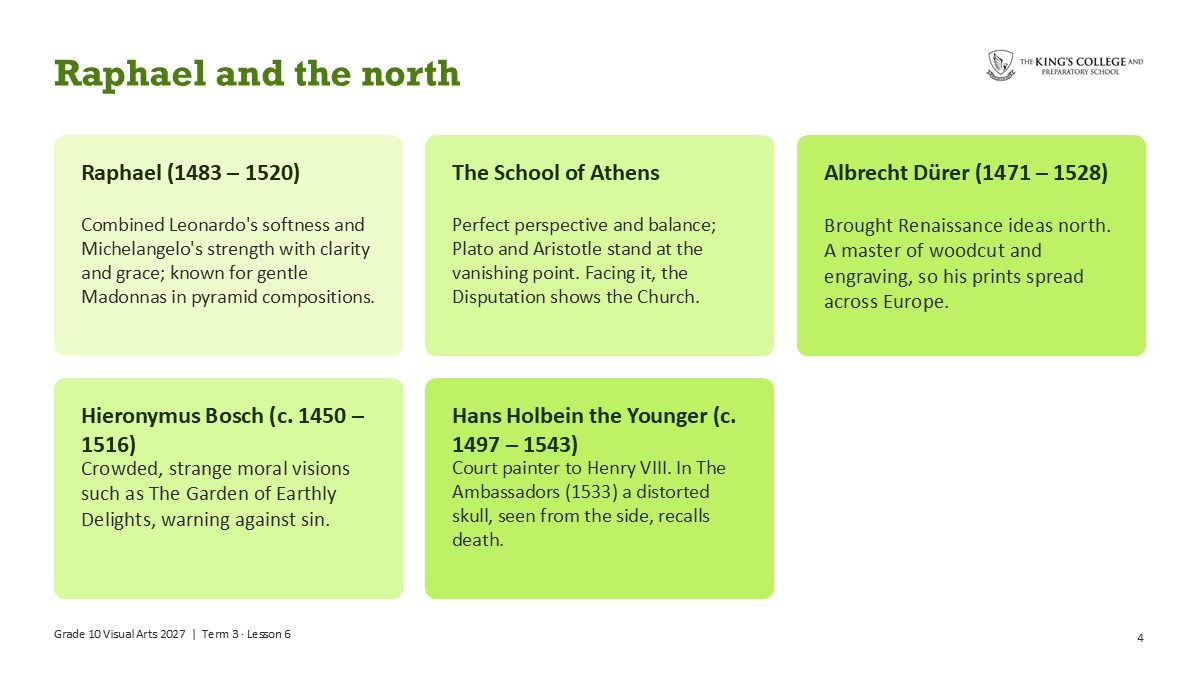 Raphael and the north
THE KING'S COLLEGE AND
PREPARATORY SCHOOL
Raphael (1483 – 1520)
Combined Leonardo's softness and
Michelangelo's strength with clarity
and grace; known for gentle
Madonnas in pyramid compositions.
The School of Athens
Perfect perspective and balance;
Plato and Aristotle stand at the
vanishing point. Facing it, the
Disputation shows the Church.
Albrecht Dürer (1471 – 1528)
Brought Renaissance ideas north.
A master of woodcut and
engraving, so his prints spread
across Europe.
Hieronymus Bosch (c. 1450 –
1516)
Crowded, strange moral visions
such as The Garden of Earthly
Delights, warning against sin.
Hans Holbein the Younger (c.
1497 – 1543)
Court painter to Henry VIII. In The
Ambassadors (1533) a distorted
skull, seen from the side, recalls
death.
Grade 10 Visual Arts 2027 | Term 3 · Lesson 6
4